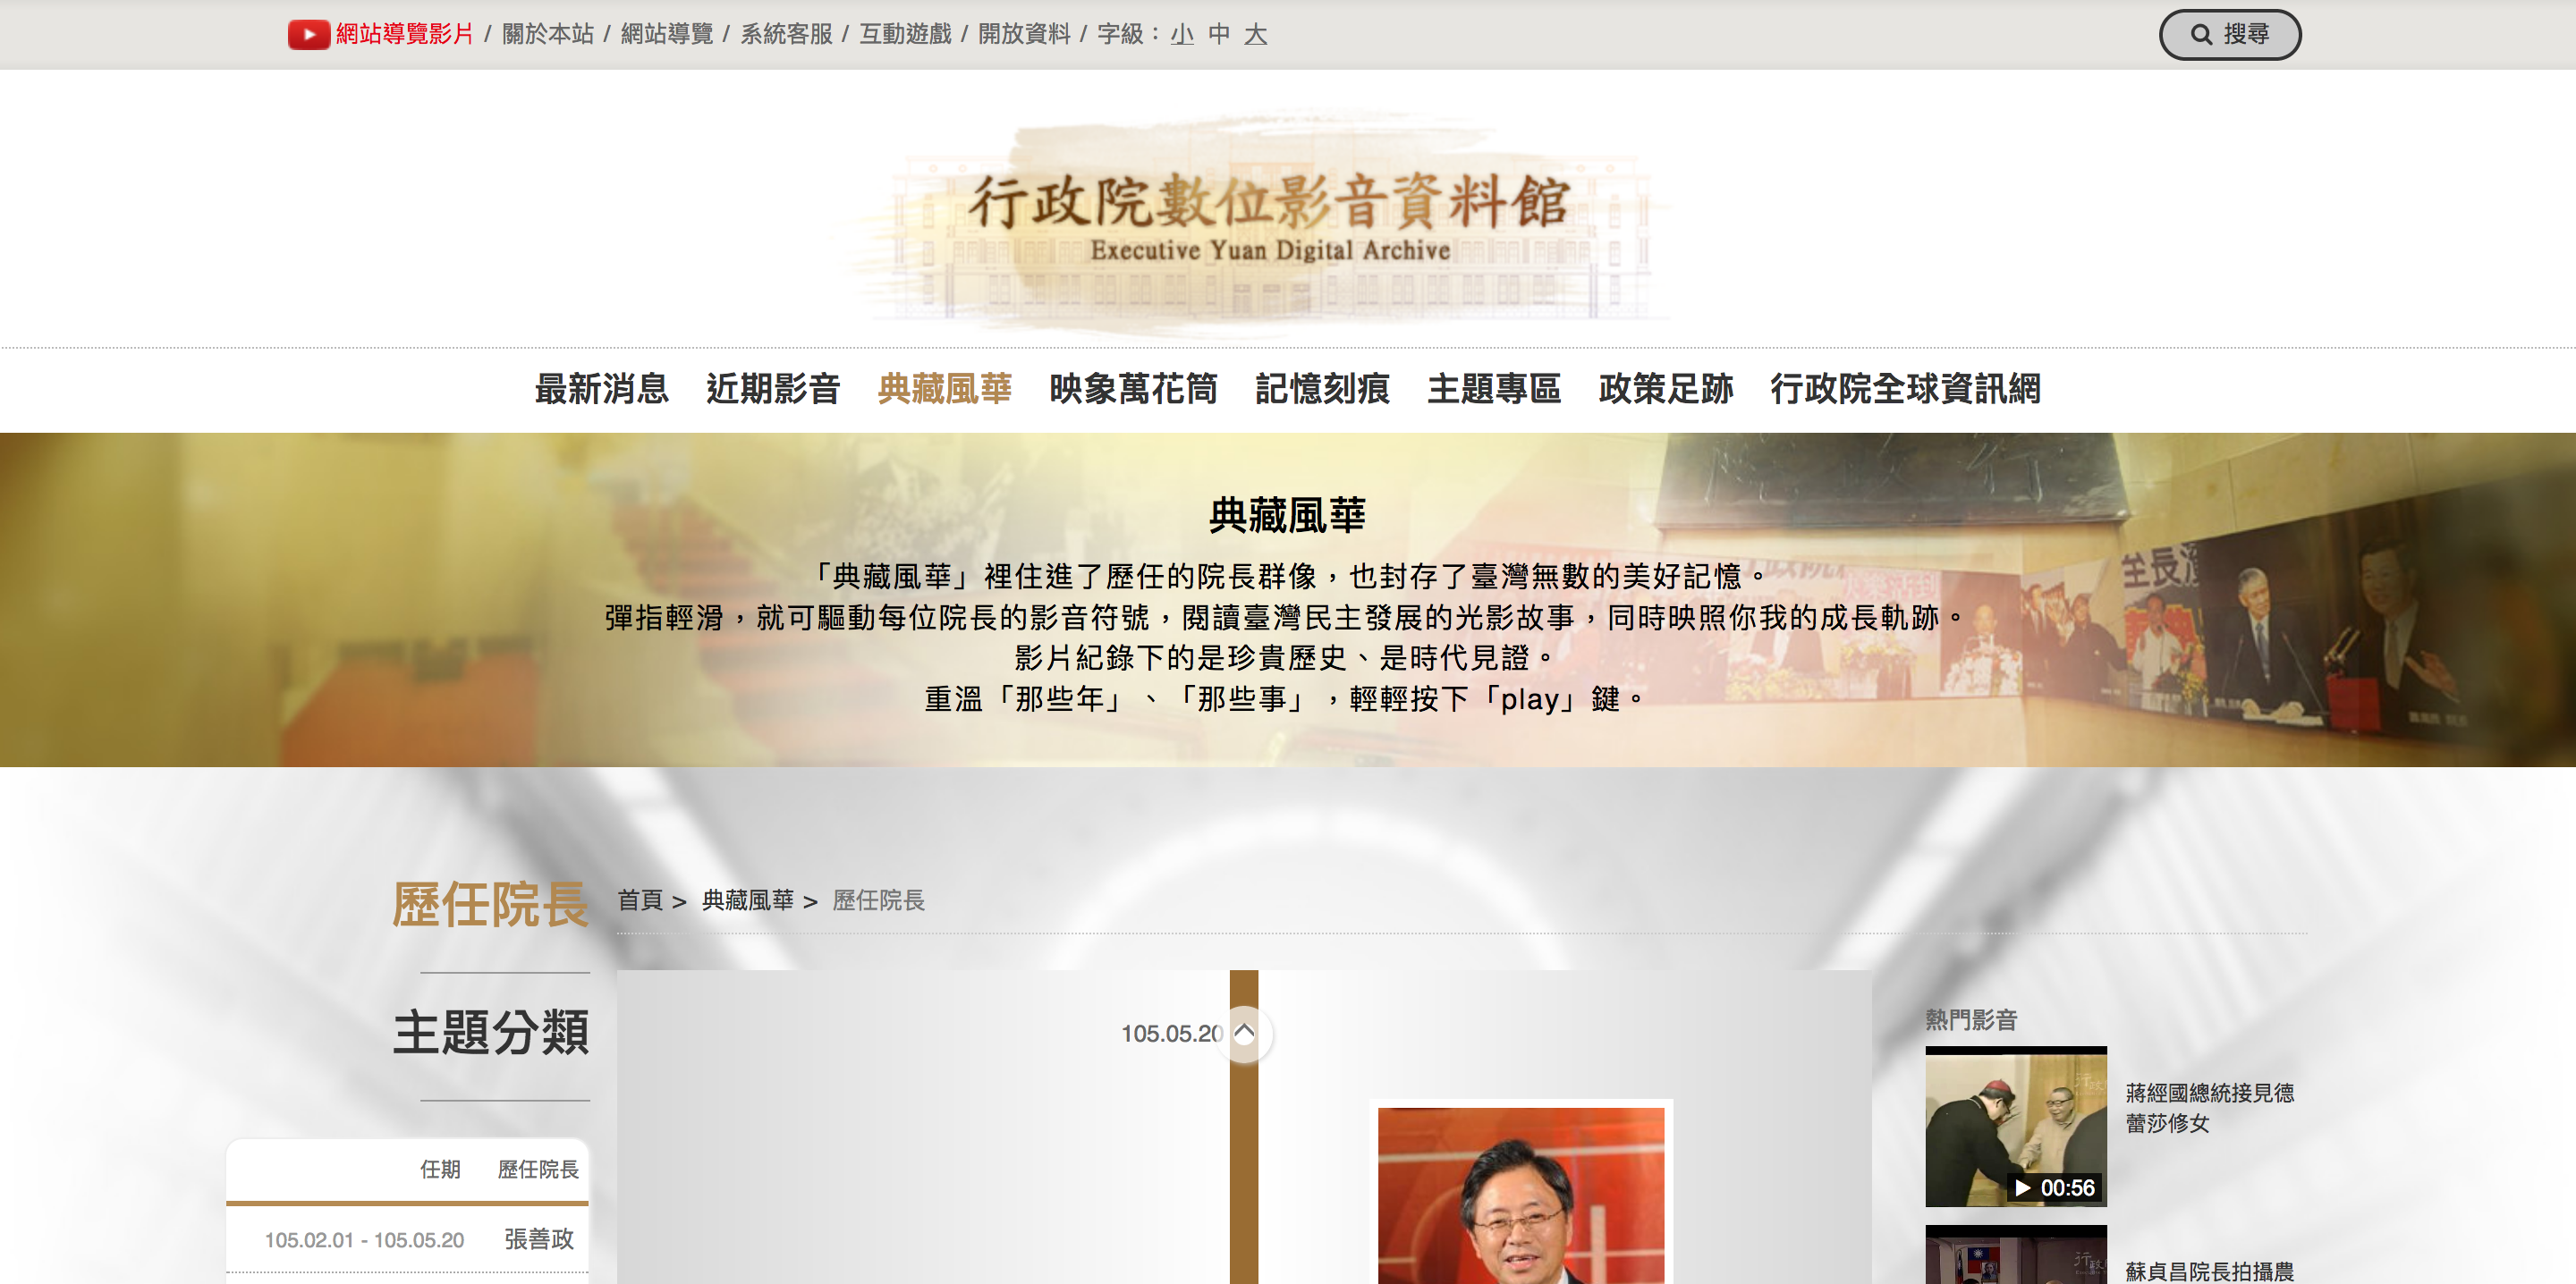 網站導覽影片 / 關於本站 / 網站導覽 / 系統客服 / 互動遊戲 / 開放資料 / 字級：小 中 大
搜尋
行政院數位影音資料館
Executive Yuan Digital Archive
最新消息 近期影音 典藏風華 映象萬花筒 記憶刻痕 主題專區 政策足跡 行政院全球資訊網
典藏風華
「典藏風華」裡住進了歷任的院長群像，也封存了臺灣無數的美好記憶。
彈指輕滑，就可驅動每位院長的影音符號，閱讀臺灣民主發展的光影故事，同時映照你我的成長軌跡。
影片紀錄下的是珍貴歷史、是時代見證。
重溫「那些年」、「那些事」，輕輕按下「play」鍵。
歷任院長
首頁 > 典藏風華 > 歷任院長
主題分類
任期 歷任院長
105.02.01 - 105.05.20 張善政
105.05.20
熱門影音
00:56
蔣經國總統接見德
蕾莎修女
蘇貞昌院長拍攝農